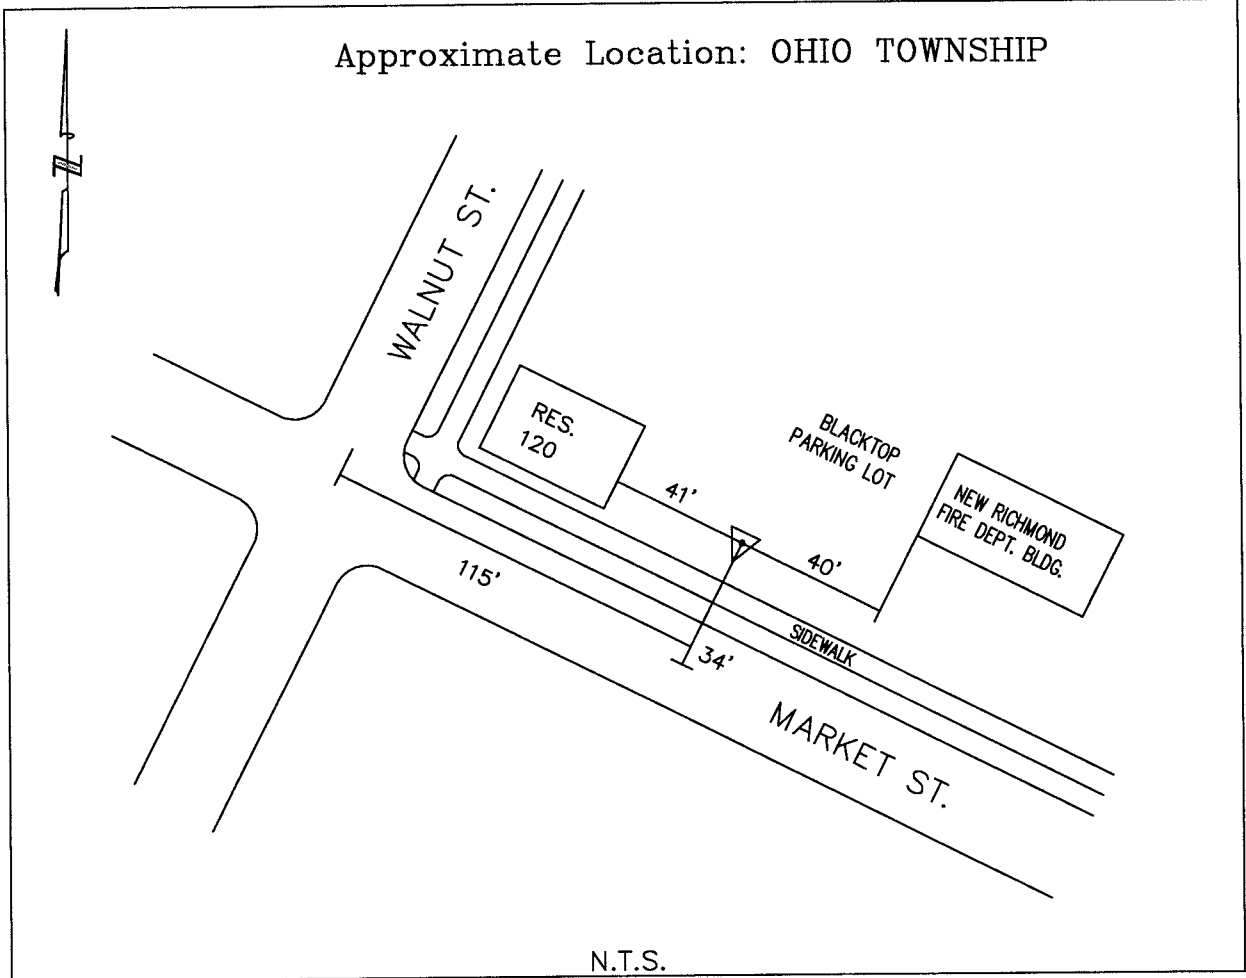 Approximate Location: OHIO TOWNSHIP
N
WALNUT ST.
RES.
120
BLACKTOP
PARKING LOT
41'
NEW RICHMOND
FIRE DEPT. BLDG.
40'
115'
SIDEWALK
34'
MARKET ST.
N.T.S.